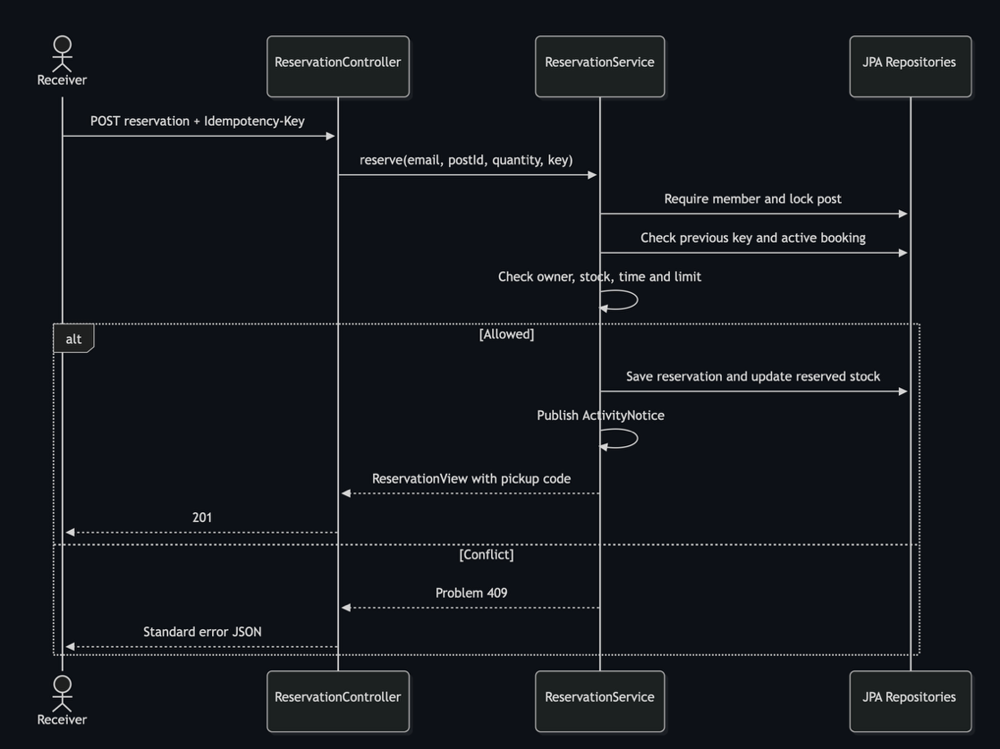 Receiver
ReservationController
ReservationService
JPA Repositories
POST reservation + Idempotency-Key
reserve(email, postId, quantity, key)
Require member and lock post
Check previous key and active booking
Check owner, stock, time and limit
alt
[Allowed]
Save reservation and update reserved stock
Publish ActivityNotice
ReservationView with pickup code
201
[Conflict]
Problem 409
Standard error JSON
Receiver
ReservationController
ReservationService
JPA Repositories